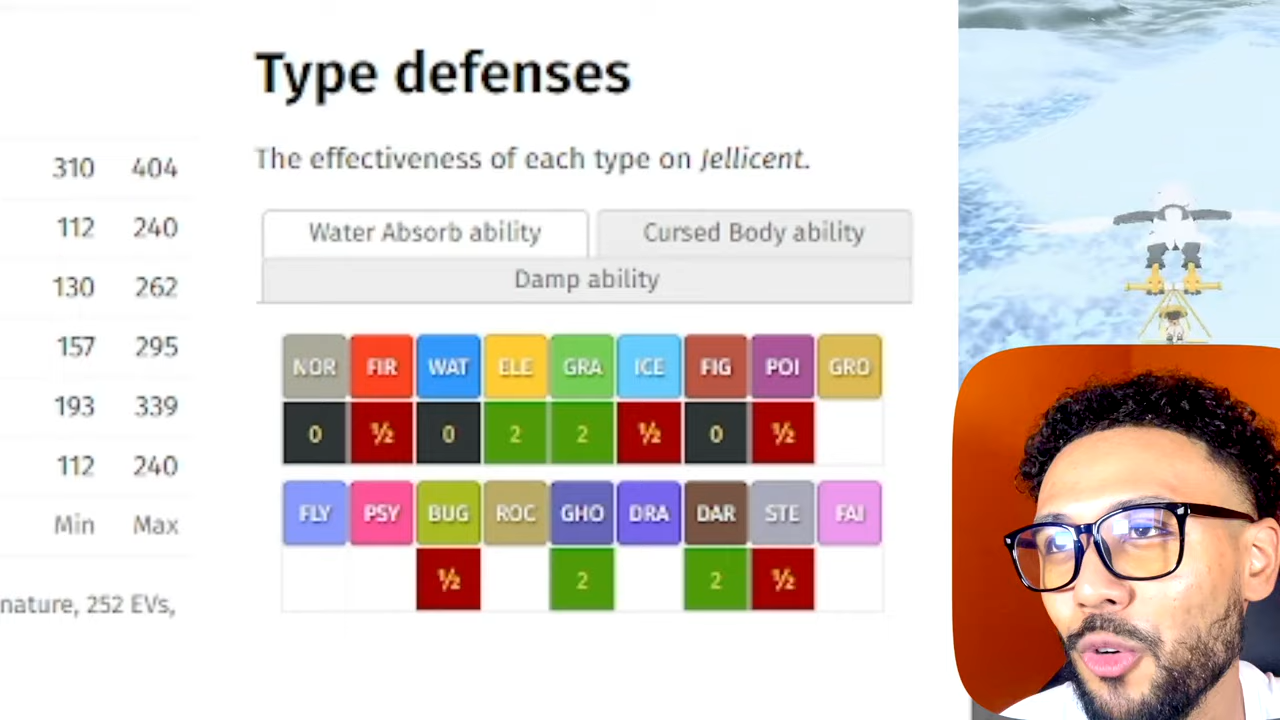 Type defenses
The effectiveness of each type on Jellicent.
310 404
112 240
130 262
157 295
193 339
112 240
Min Max
nature, 252 EVs,
Water Absorb ability
Cursed Body ability
Damp ability
NOR FIR WAT ELE GRA ICE FIG POI GRO
0 ½ 0 2 2 ½ 0 ½
FLY PSY BUG ROC GHO DRA DAR STE FAI
½ 2 2 ½